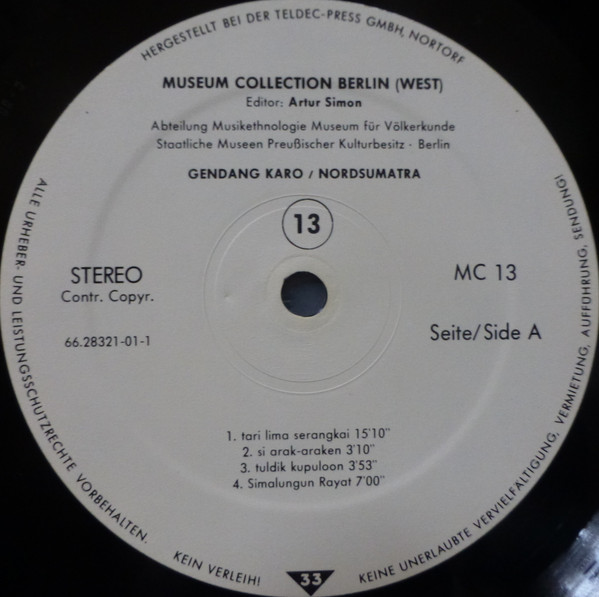 HERGESTELLT BEI DER TELDEC-PRESS GMBH, NORTORF
MUSEUM COLLECTION BERLIN (WEST)
Editor: Artur Simon
Abteilung Musikethnologie Museum für Völkerkunde
Staatliche Museen Preußischer Kulturbesitz · Berlin
GENDANG KARO / NORDSUMATRA
13
STEREO
Contr. Copyr.
66.28321-01-1
MC 13
Seite/Side A
1. tari lima serangkai 15'10"
2. si arak-araken 3'10"
3. tuldik kupuloon 3'53"
4. Simalungun Rayat 7'00"
ALLE URHEBER- UND LEISTUNGSSCHUTZRECHTE VORBEHALTEN.
KEIN VERLEIH!
33
KEINE UNERLAUBTE VERVIELFÄLTIGUNG, VERMIETUNG, AUFFÜHRUNG, SENDUNG!